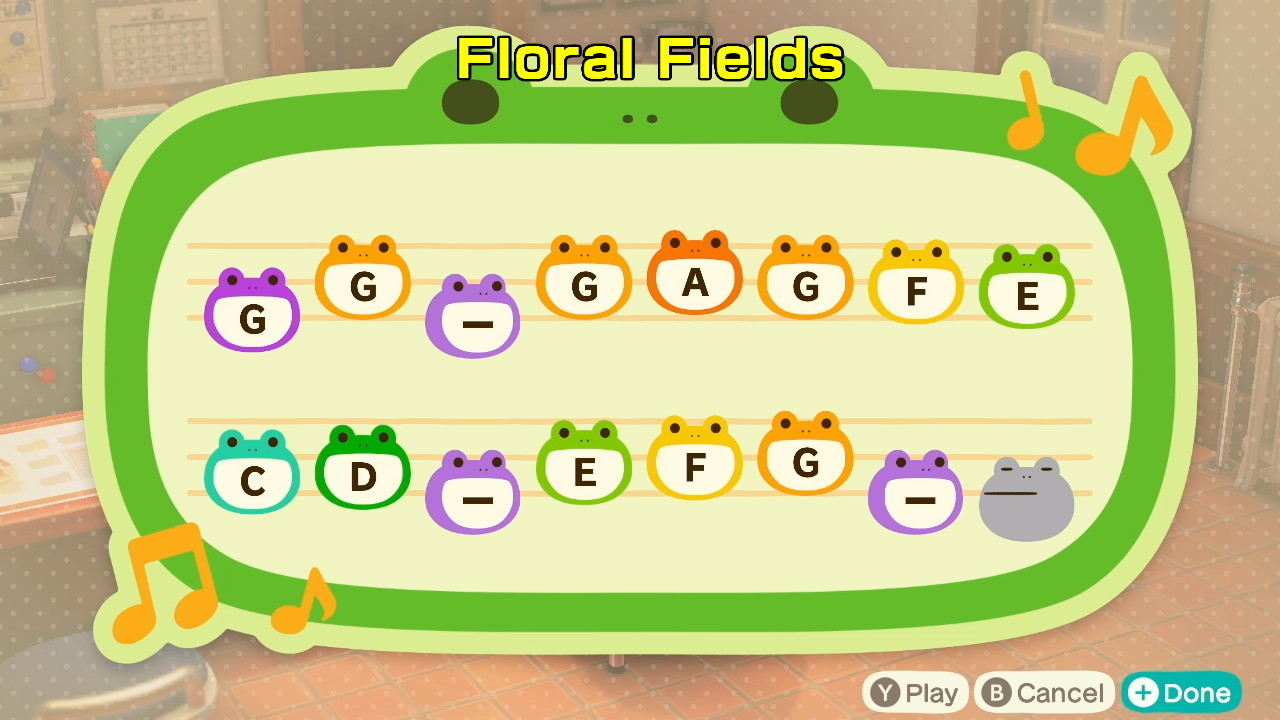 Floral Fields
G G – G A G F E
C D – E F G –
Y Play B Cancel + Done